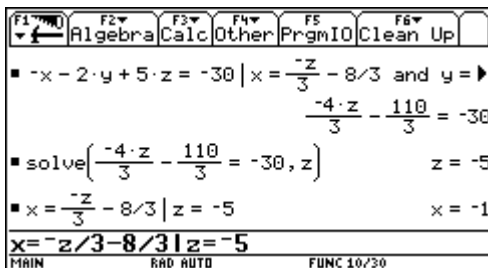 F1 F2 Algebra F3 Calc F4 Other F5 PrgmIO F6 Clean Up
▪ ⁻x - 2·y + 5·z = ⁻30 | x = ⁻z/3 - 8/3 and y = ▶
⁻4·z/3 - 110/3 = ⁻30
▪ solve(⁻4·z/3 - 110/3 = ⁻30, z) z = ⁻5
▪ x = ⁻z/3 - 8/3 | z = ⁻5 x = ⁻1
x=⁻z/3-8/3|z=⁻5
MAIN RAD AUTO FUNC 10/30